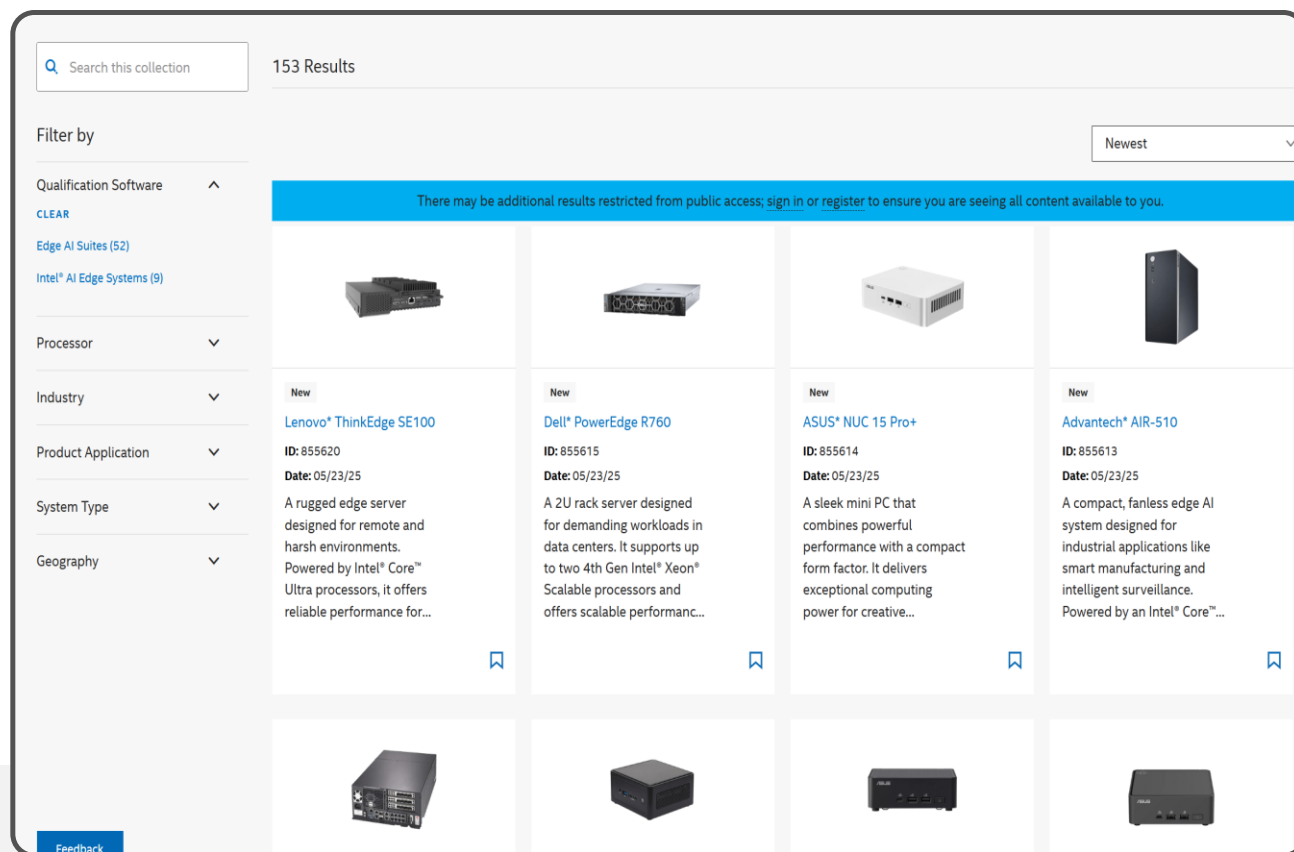 Search this collection
153 Results
Filter by
Newest
Qualification Software
CLEAR
Edge AI Suites (52)
Intel® AI Edge Systems (9)
Processor
Industry
Product Application
System Type
Geography
Feedback
There may be additional results restricted from public access; sign in or register to ensure you are seeing all content available to you.
New
Lenovo* ThinkEdge SE100
ID: 855620
Date: 05/23/25
A rugged edge server
designed for remote and
harsh environments.
Powered by Intel® Core™
Ultra processors, it offers
reliable performance for...
New
Dell* PowerEdge R760
ID: 855615
Date: 05/23/25
A 2U rack server designed
for demanding workloads in
data centers. It supports up
to two 4th Gen Intel® Xeon®
Scalable processors and
offers scalable performanc...
New
ASUS* NUC 15 Pro+
ID: 855614
Date: 05/23/25
A sleek mini PC that
combines powerful
performance with a compact
form factor. It delivers
exceptional computing
power for creative...
New
Advantech* AIR-510
ID: 855613
Date: 05/23/25
A compact, fanless edge AI
system designed for
industrial applications like
smart manufacturing and
intelligent surveillance.
Powered by an Intel® Core™...